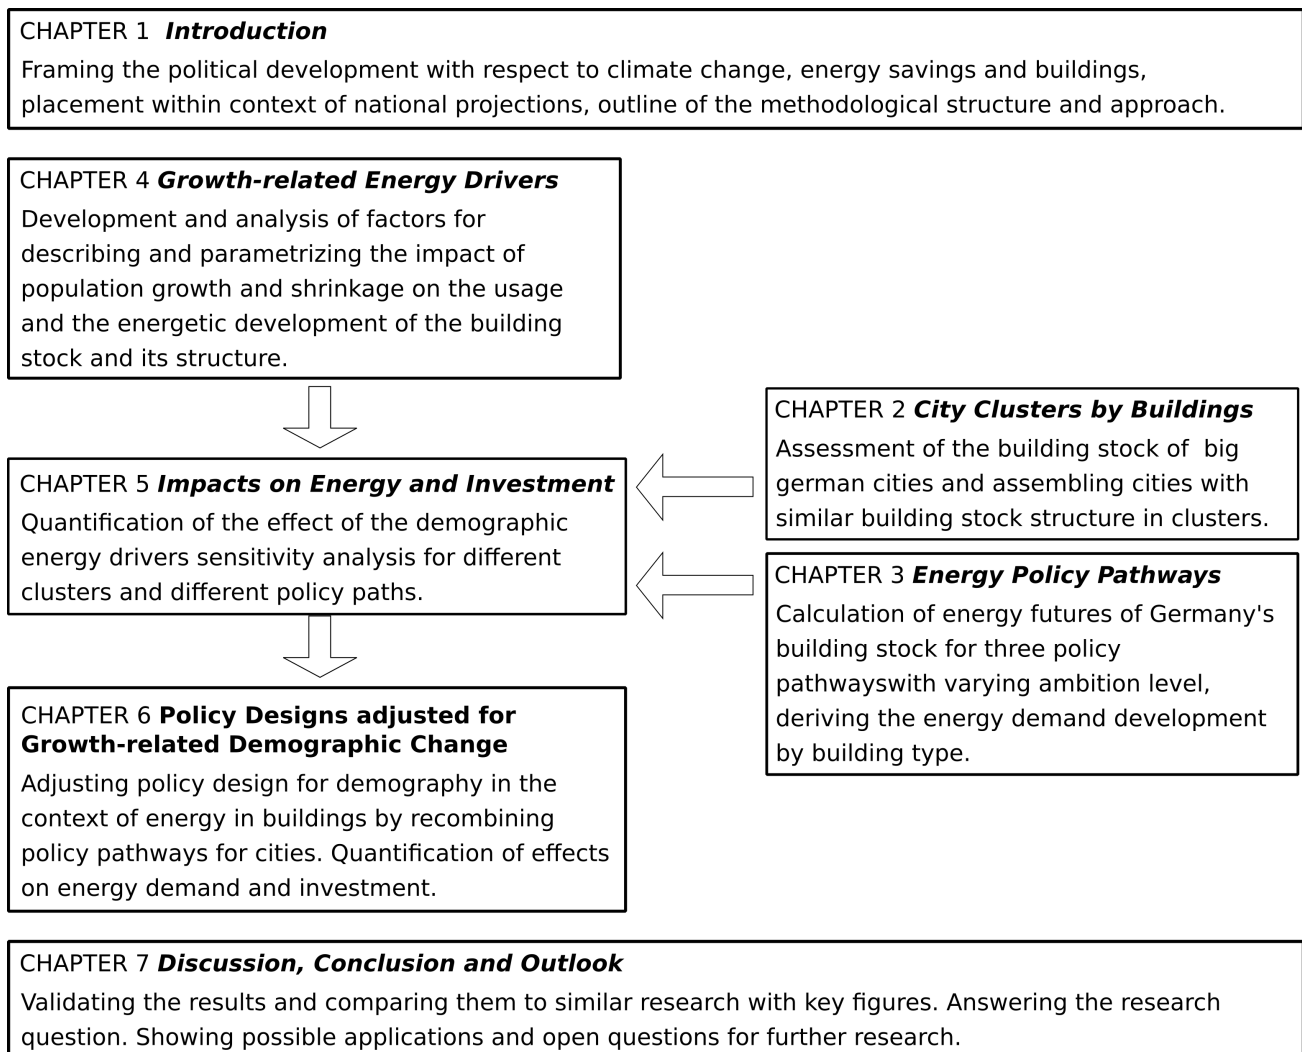 CHAPTER 1  Introduction
Framing the political development with respect to climate change, energy savings and buildings,
placement within context of national projections, outline of the methodological structure and approach.
CHAPTER 4 Growth-related Energy Drivers
Development and analysis of factors for
describing and parametrizing the impact of
population growth and shrinkage on the usage
and the energetic development of the building
stock and its structure.
CHAPTER 2 City Clusters by Buildings
Assessment of the building stock of  big
german cities and assembling cities with
similar building stock structure in clusters.
CHAPTER 5 Impacts on Energy and Investment
Quantification of the effect of the demographic
energy drivers sensitivity analysis for different
clusters and different policy paths.
CHAPTER 3 Energy Policy Pathways
Calculation of energy futures of Germany's
building stock for three policy
pathwayswith varying ambition level,
deriving the energy demand development
by building type.
CHAPTER 6 Policy Designs adjusted for
Growth-related Demographic Change
Adjusting policy design for demography in the
context of energy in buildings by recombining
policy pathways for cities. Quantification of effects
on energy demand and investment.
CHAPTER 7 Discussion, Conclusion and Outlook
Validating the results and comparing them to similar research with key figures. Answering the research
question. Showing possible applications and open questions for further research.